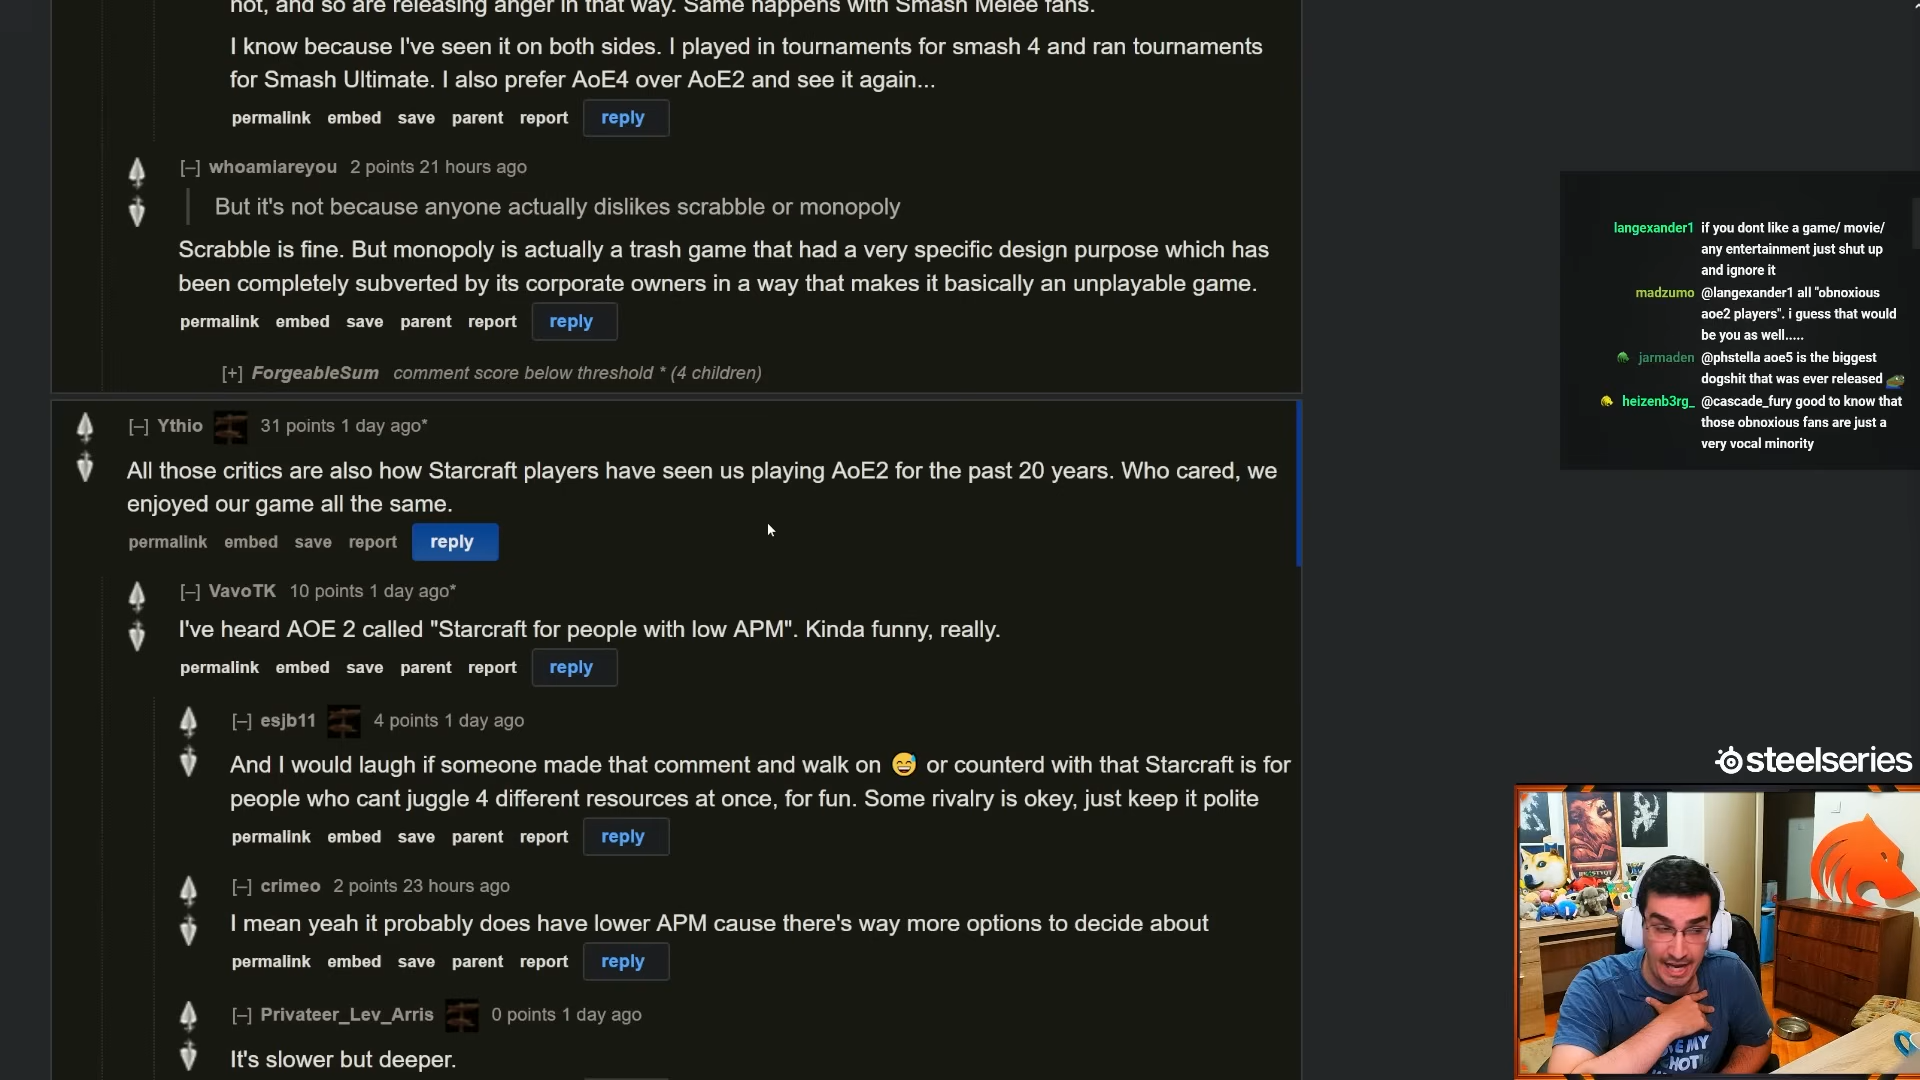 not, and so are releasing anger in that way. Same happens with Smash Melee fans.
I know because I've seen it on both sides. I played in tournaments for smash 4 and ran tournaments
for Smash Ultimate. I also prefer AoE4 over AoE2 and see it again...
permalink embed save parent report reply
[–] whoamiareyou 2 points 21 hours ago
But it's not because anyone actually dislikes scrabble or monopoly
Scrabble is fine. But monopoly is actually a trash game that had a very specific design purpose which has
been completely subverted by its corporate owners in a way that makes it basically an unplayable game.
permalink embed save parent report reply
[+] ForgeableSum comment score below threshold * (4 children)
[–] Ythio 31 points 1 day ago*
All those critics are also how Starcraft players have seen us playing AoE2 for the past 20 years. Who cared, we
enjoyed our game all the same.
permalink embed save report reply
[–] VavoTK 10 points 1 day ago*
I've heard AOE 2 called "Starcraft for people with low APM". Kinda funny, really.
permalink embed save parent report reply
[–] esjb11 4 points 1 day ago
And I would laugh if someone made that comment and walk on 😅 or counterd with that Starcraft is for
people who cant juggle 4 different resources at once, for fun. Some rivalry is okey, just keep it polite
permalink embed save parent report reply
[–] crimeo 2 points 23 hours ago
I mean yeah it probably does have lower APM cause there's way more options to decide about
permalink embed save parent report reply
[–] Privateer_Lev_Arris 0 points 1 day ago
It's slower but deeper.
langexander1 if you dont like a game/ movie/
any entertainment just shut up
and ignore it
madzumo @langexander1 all "obnoxious
aoe2 players". i guess that would
be you as well.....
jarmaden @phstella aoe5 is the biggest
dogshit that was ever released
heizenb3rg_ @cascade_fury good to know that
those obnoxious fans are just a
very vocal minority
steelseries